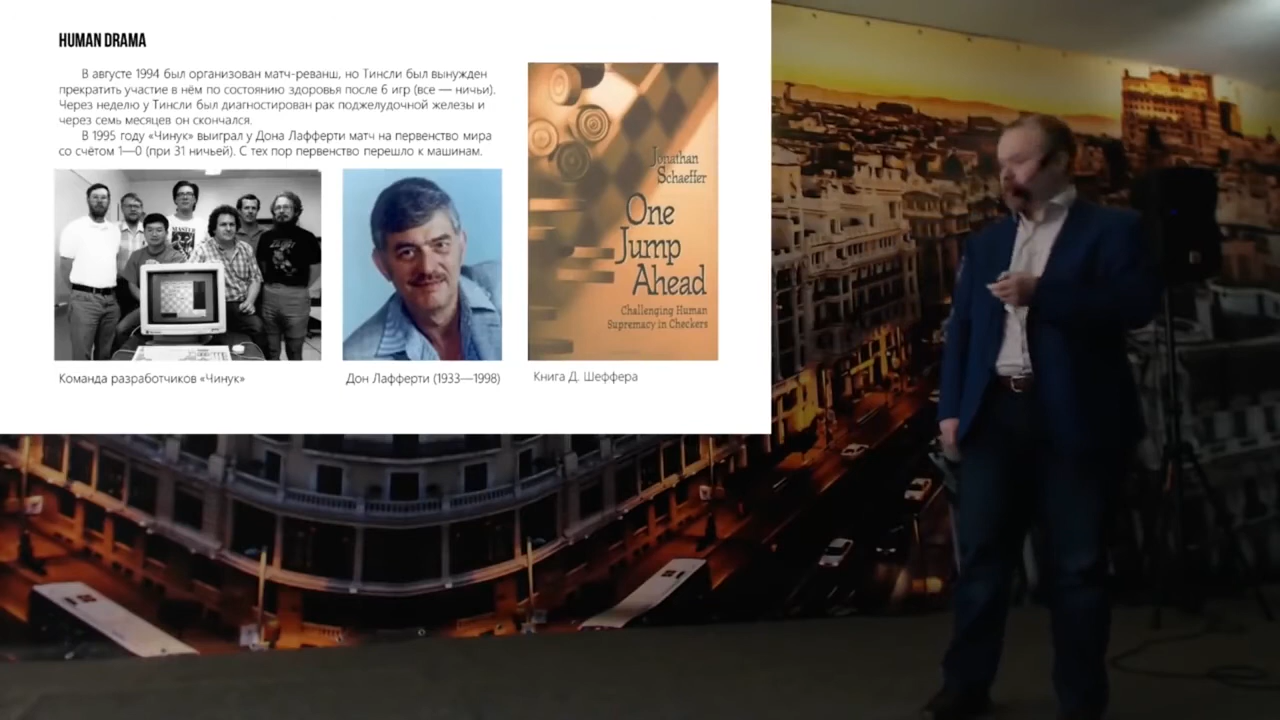 HUMAN DRAMA
В августе 1994 был организован матч-реванш, но Тинсли был вынужден
прекратить участие в нём по состоянию здоровья после 6 игр (все — ничьи).
Через неделю у Тинсли был диагностирован рак поджелудочной железы и
через семь месяцев он скончался.
В 1995 году «Чинук» выиграл у Дона Лафферти матч на первенство мира
со счётом 1—0 (при 31 ничьей). С тех пор первенство перешло к машинам.
MASTER
Jonathan
Schaeffer
One
Jump
Ahead
Challenging Human
Supremacy in Checkers
Команда разработчиков «Чинук»
Дон Лафферти (1933—1998)
Книга Д. Шеффера